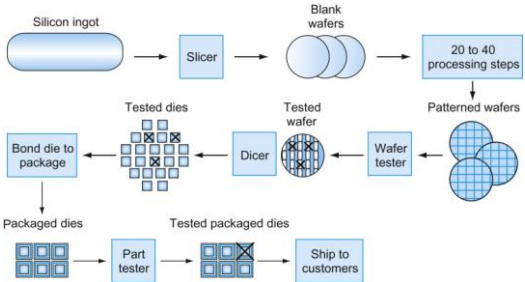 Silicon ingot
Slicer
Blank
wafers
20 to 40
processing steps
Tested dies
Tested
wafer
Patterned wafers
Bond die to
package
Dicer
Wafer
tester
Packaged dies
Tested packaged dies
Part
tester
Ship to
customers